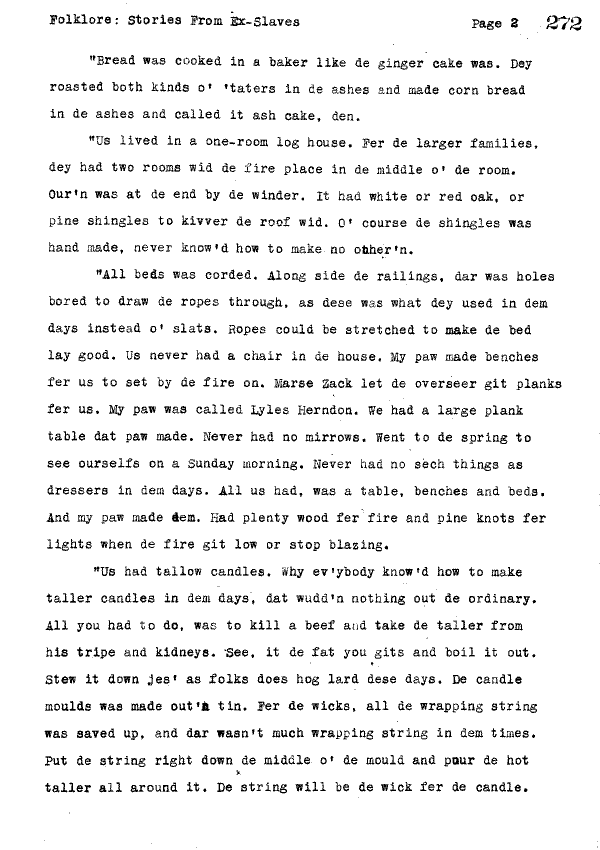 Folklore: Stories From Ex-Slaves Page 2 272
"Bread was cooked in a baker like de ginger cake was. Dey
roasted both kinds o' 'taters in de ashes and made corn bread
in de ashes and called it ash cake, den.
"Us lived in a one-room log house. Fer de larger families,
dey had two rooms wid de fire place in de middle o' de room.
Our'n was at de end by de winder. It had white or red oak, or
pine shingles to kivver de roof wid. O' course de shingles was
hand made, never know'd how to make no other'n.
"All beds was corded. Along side de railings, dar was holes
bored to draw de ropes through, as dese was what dey used in dem
days instead o' slats. Ropes could be stretched to make de bed
lay good. Us never had a chair in de house. My paw made benches
fer us to set by de fire on. Marse Zack let de overseer git planks
fer us. My paw was called Lyles Herndon. We had a large plank
table dat paw made. Never had no mirrows. Went to de spring to
see ourselfs on a Sunday morning. Never had no sech things as
dressers in dem days. All us had, was a table, benches and beds.
And my paw made dem. Had plenty wood fer fire and pine knots fer
lights when de fire git low or stop blazing.
"Us had tallow candles. Why ev'ybody know'd how to make
taller candles in dem days, dat wudd'n nothing out de ordinary.
All you had to do, was to kill a beef and take de taller from
his tripe and kidneys. See, it de fat you gits and boil it out.
Stew it down jes' as folks does hog lard dese days. De candle
moulds was made out'n tin. Fer de wicks, all de wrapping string
was saved up, and dar wasn't much wrapping string in dem times.
Put de string right down de middle o' de mould and pour de hot
taller all around it. De string will be de wick fer de candle.